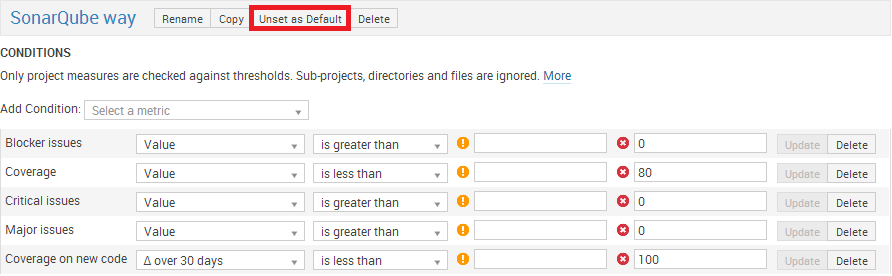 SonarQube way Rename Copy Unset as Default Delete
CONDITIONS
Only project measures are checked against thresholds. Sub-projects, directories and files are ignored. More
Add Condition: Select a metric
Blocker issues Value is greater than 0 Update Delete
Coverage Value is less than 80 Update Delete
Critical issues Value is greater than 0 Update Delete
Major issues Value is greater than 0 Update Delete
Coverage on new code Δ over 30 days is less than 100 Update Delete